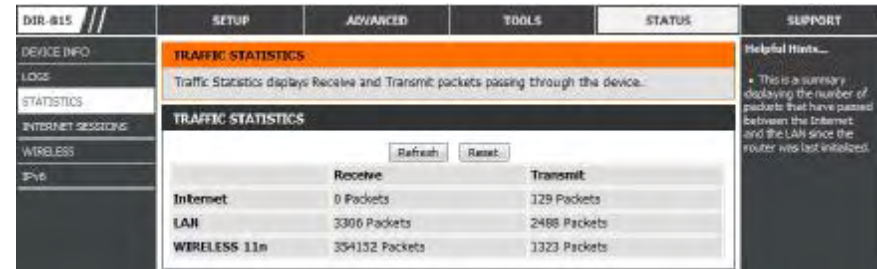 DIR-815 SETUP ADVANCED TOOLS STATUS SUPPORT
DEVICE INFO
LOGS
STATISTICS
INTERNET SESSIONS
WIRELESS
IPv6
TRAFFIC STATISTICS
Traffic Statistics displays Receive and Transmit packets passing through the device.
TRAFFIC STATISTICS
Refresh Reset
Receive Transmit
Internet 0 Packets 129 Packets
LAN 3306 Packets 2488 Packets
WIRELESS 11n 354152 Packets 1323 Packets
Helpful Hints...
• This is a summary
displaying the number of
packets that have passed
between the Internet
and the LAN since the
router was last initialized.